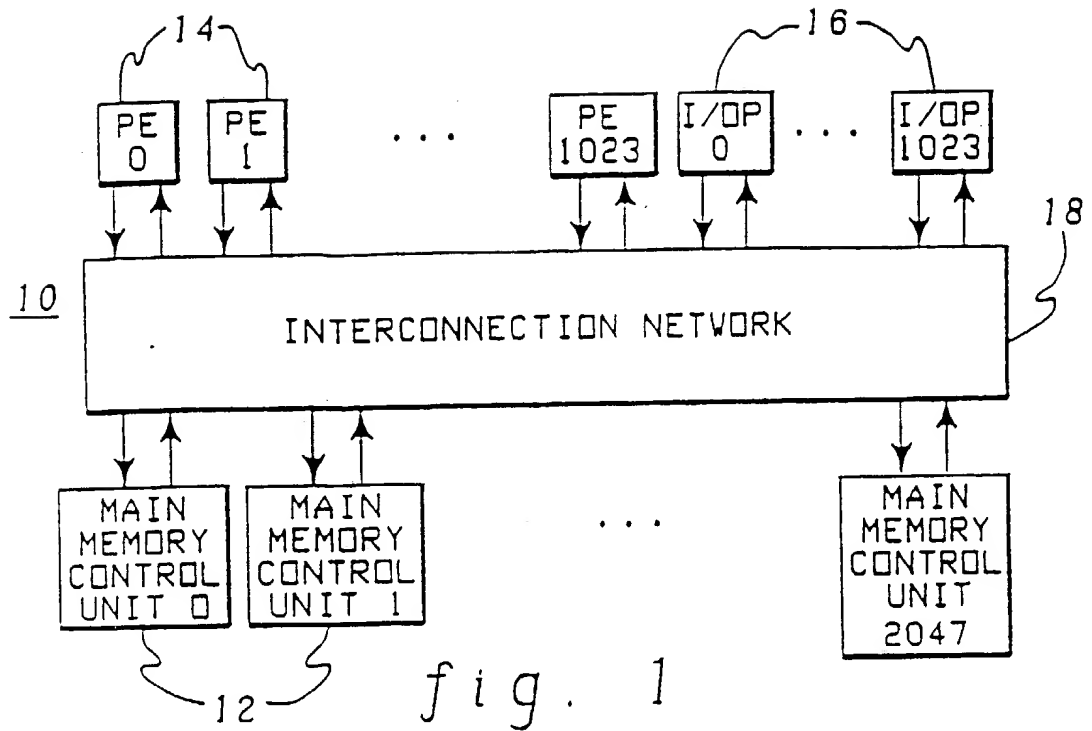 14
16
PE
0
PE
1
...
PE
1023
I/OP
0
...
I/OP
1023
18
10
INTERCONNECTION NETWORK
MAIN
MEMORY
CONTROL
UNIT 0
MAIN
MEMORY
CONTROL
UNIT 1
...
MAIN
MEMORY
CONTROL
UNIT
2047
12
fig. 1